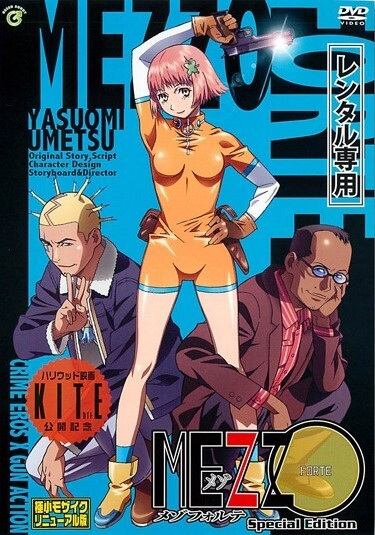 GREEN BUNNY
MEZZO FORTE
DVD
VIDEO
レンタル専用
YASUOMI
UMETSU
Original Story,Script
Character Design
Storyboard&Director
CRIME EROS X GUN ACTION
ハリウッド映画
KITE
公開記念
極小モザイク
リニューアル版
MEZZO
メゾ
FORTE
メゾフォルテ
Special Edition